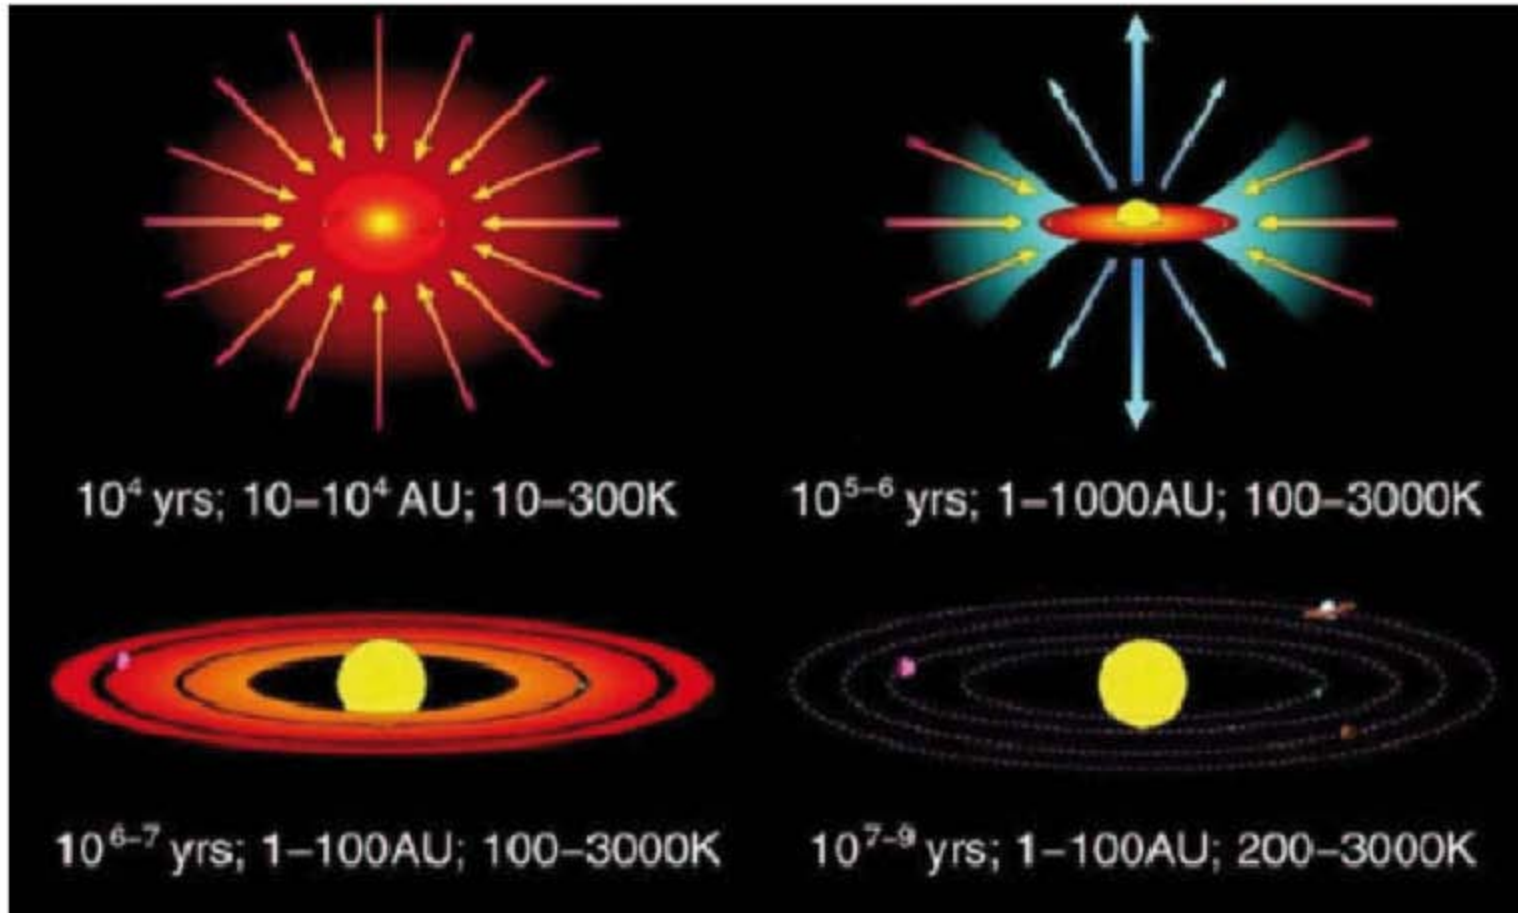 10⁴ yrs; 10–10⁴ AU; 10–300K
10⁵⁻⁶ yrs; 1–1000AU; 100–3000K
10⁶⁻⁷ yrs; 1–100AU; 100–3000K
10⁷⁻⁹ yrs; 1–100AU; 200–3000K